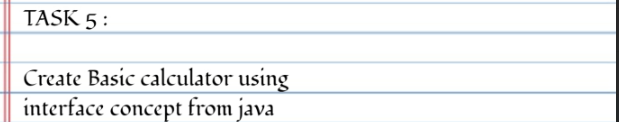 TASK 5 :
Create Basic calculator using
interface concept from java